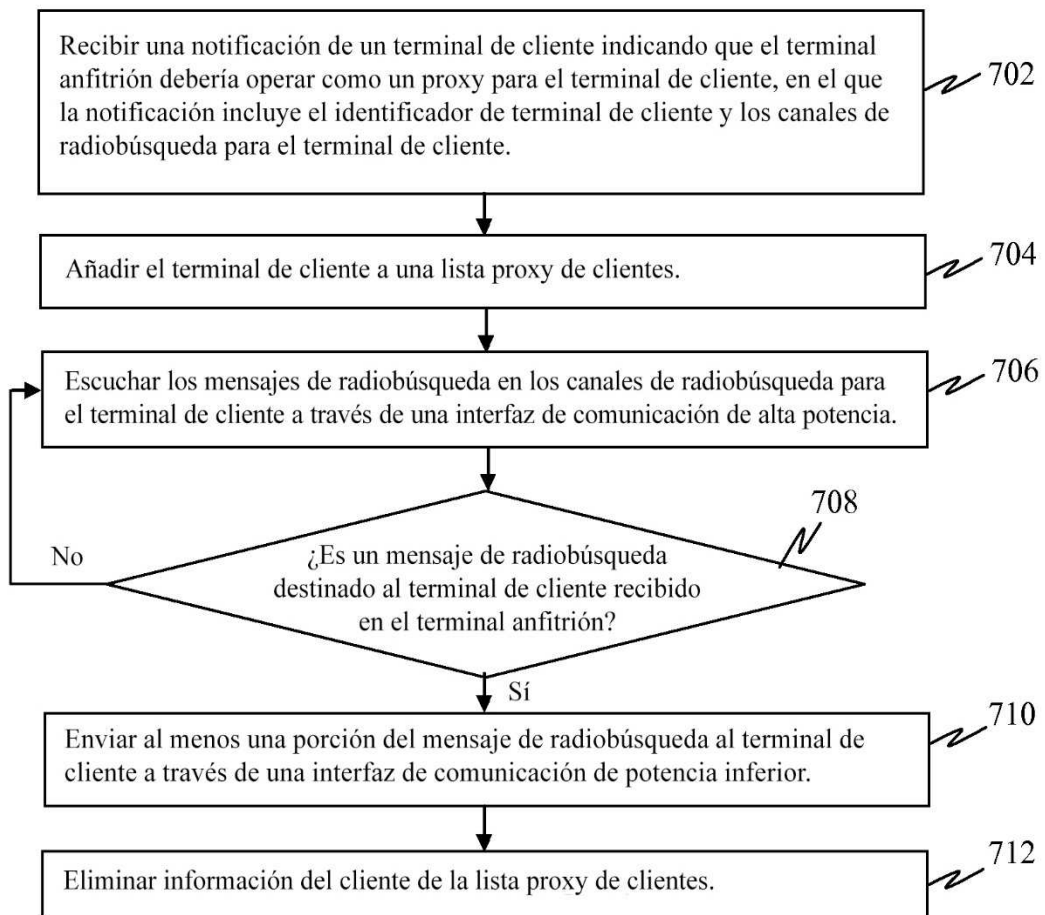 Recibir una notificación de un terminal de cliente indicando que el terminal
anfitrión debería operar como un proxy para el terminal de cliente, en el que
la notificación incluye el identificador de terminal de cliente y los canales de
radiobúsqueda para el terminal de cliente.
702
Añadir el terminal de cliente a una lista proxy de clientes.
704
Escuchar los mensajes de radiobúsqueda en los canales de radiobúsqueda para
el terminal de cliente a través de una interfaz de comunicación de alta potencia.
706
708
No
¿Es un mensaje de radiobúsqueda
destinado al terminal de cliente recibido
en el terminal anfitrión?
Sí
710
Enviar al menos una porción del mensaje de radiobúsqueda al terminal de
cliente a través de una interfaz de comunicación de potencia inferior.
712
Eliminar información del cliente de la lista proxy de clientes.